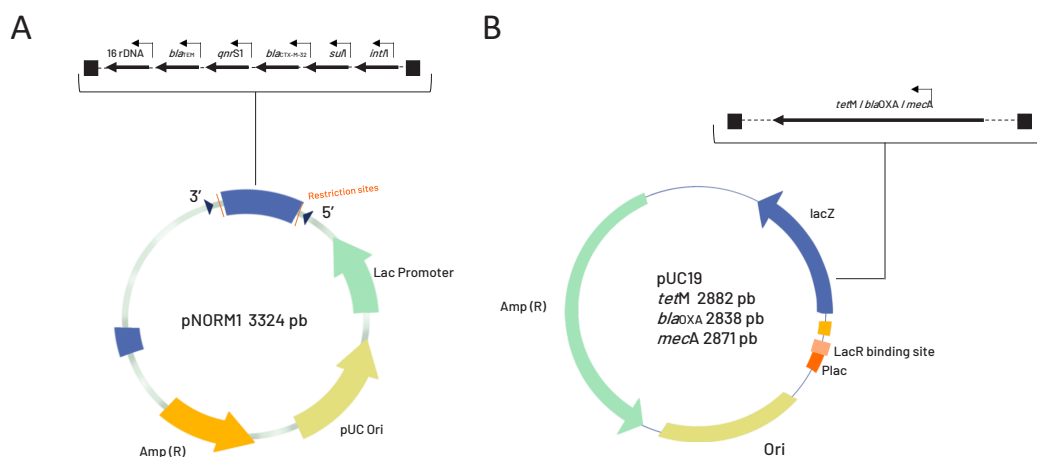 A
16 rDNA blaTEM qnrS1 blaCTX-M-32 sulI intI
3′
Restriction sites
5′
Lac Promoter
pNORM1 3324 pb
pUC Ori
Amp (R)
B
tetM / blaOXA / mecA
lacZ
Amp (R)
pUC19
tetM 2882 pb
blaOXA 2838 pb
mecA 2871 pb
LacR binding site
Plac
Ori